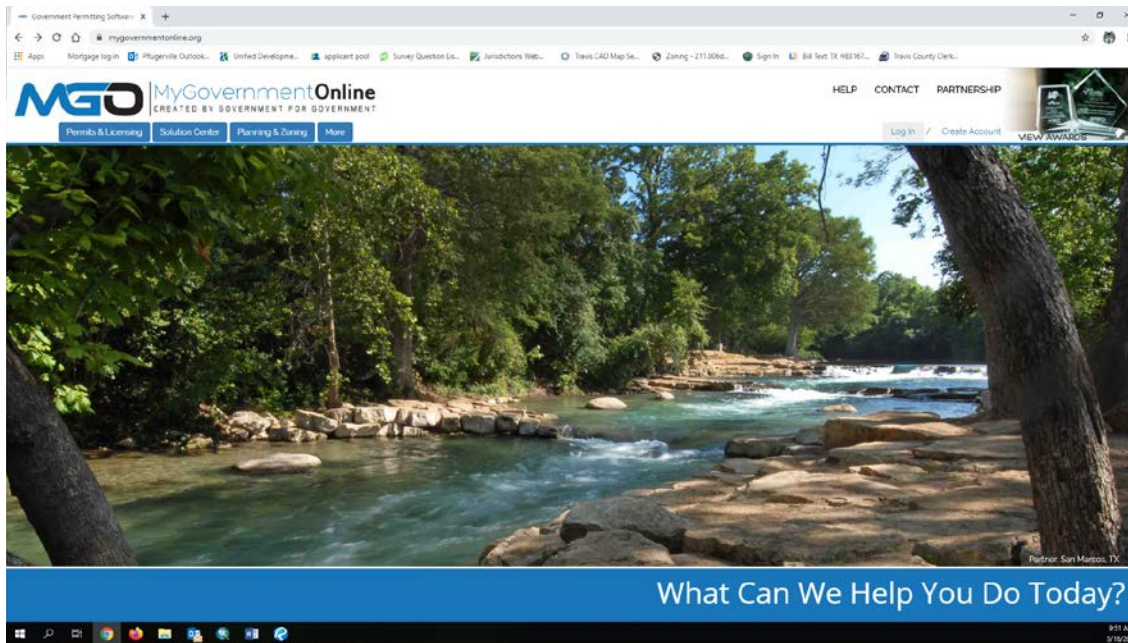 Government Permitting Softwar
mygovernmentonline.org
Apps
Mortgage log in
Pfugerville Outlook...
Unified Developme...
applicant pool
Survey Question Lis...
Jurisdictions Web...
Travis CAD Map Se...
Zoning - 211.006d...
Sign In
Bill Text: TX HB3167...
Travis County Clerk...
MGO
MyGovernmentOnline
CREATED BY GOVERNMENT FOR GOVERNMENT
HELP
CONTACT
PARTNERSHIP
Permits & Licensing
Solution Center
Planning & Zoning
More
Log In / Create Account
VIEW AWARDS
Partner: San Marcos, TX
What Can We Help You Do Today?